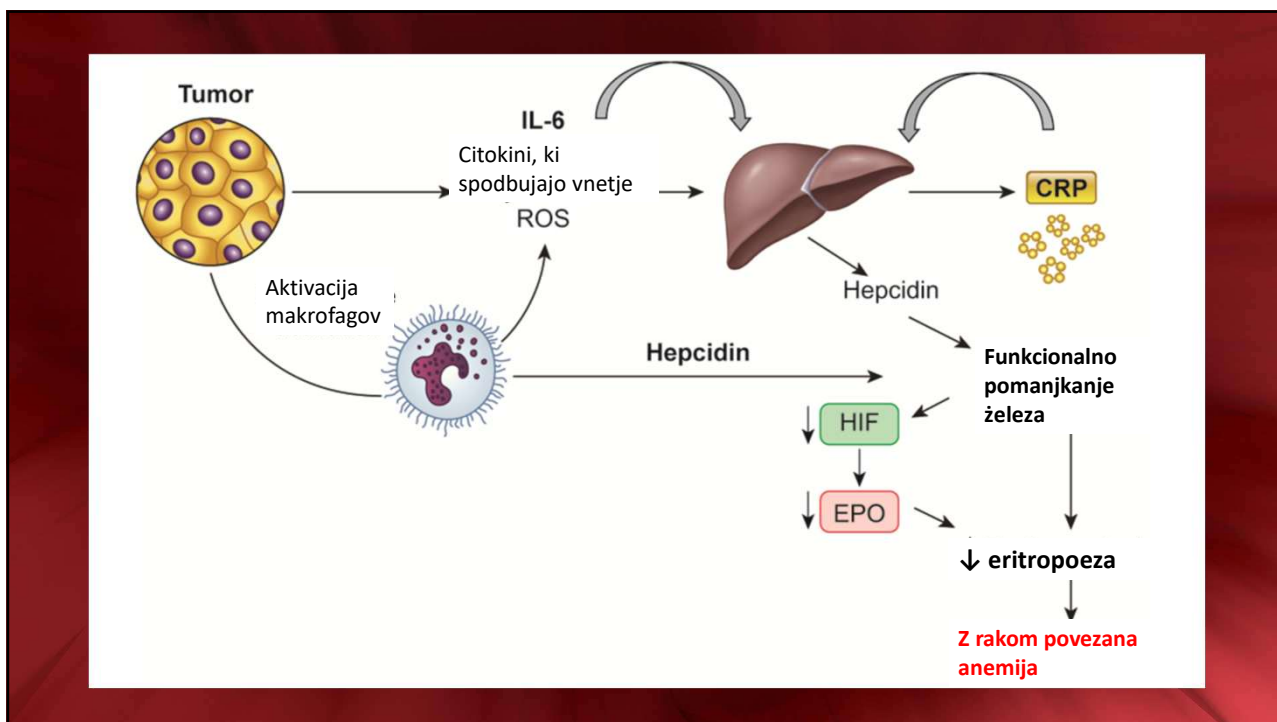 Tumor
IL-6
Citokini, ki
spodbujajo vnetje
ROS
CRP
Aktivacija
makrofagov
Hepcidin
Hepcidin
Funkcionalno
pomanjkanje
železa
↓ HIF
↓ EPO
↓ eritropoeza
Z rakom povezana
anemija